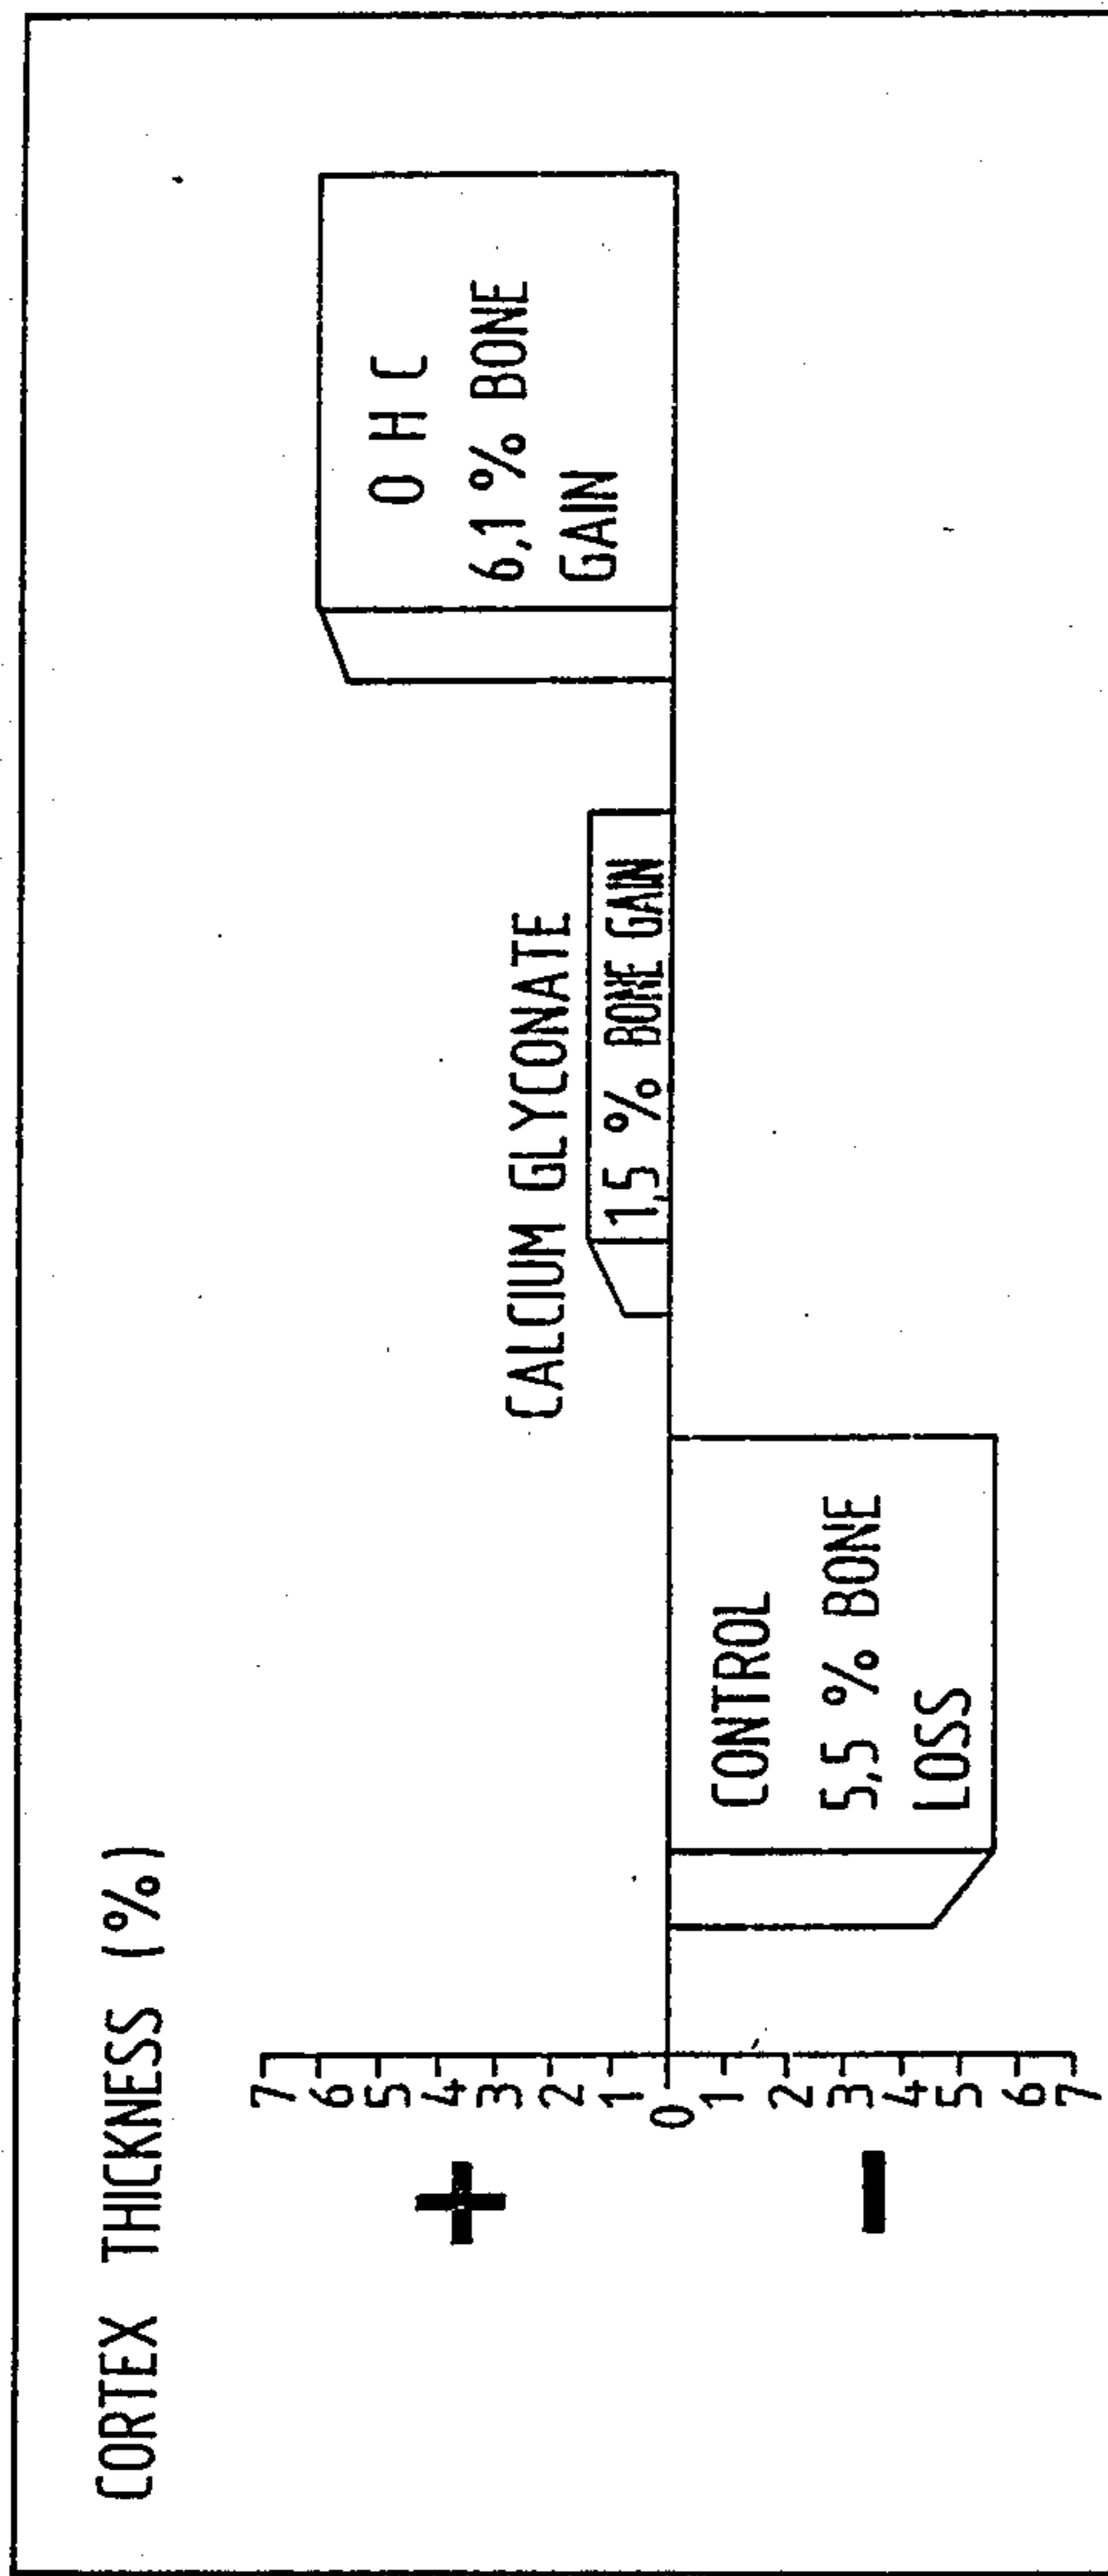 CORTEX THICKNESS (%)
+
7
6
5
4
3
2
1
0
1
2
3
4
5
6
7
−
CONTROL
5,5 % BONE
LOSS
CALCIUM GLYCONATE
1,5 % BONE GAIN
O H C
6,1 % BONE
GAIN